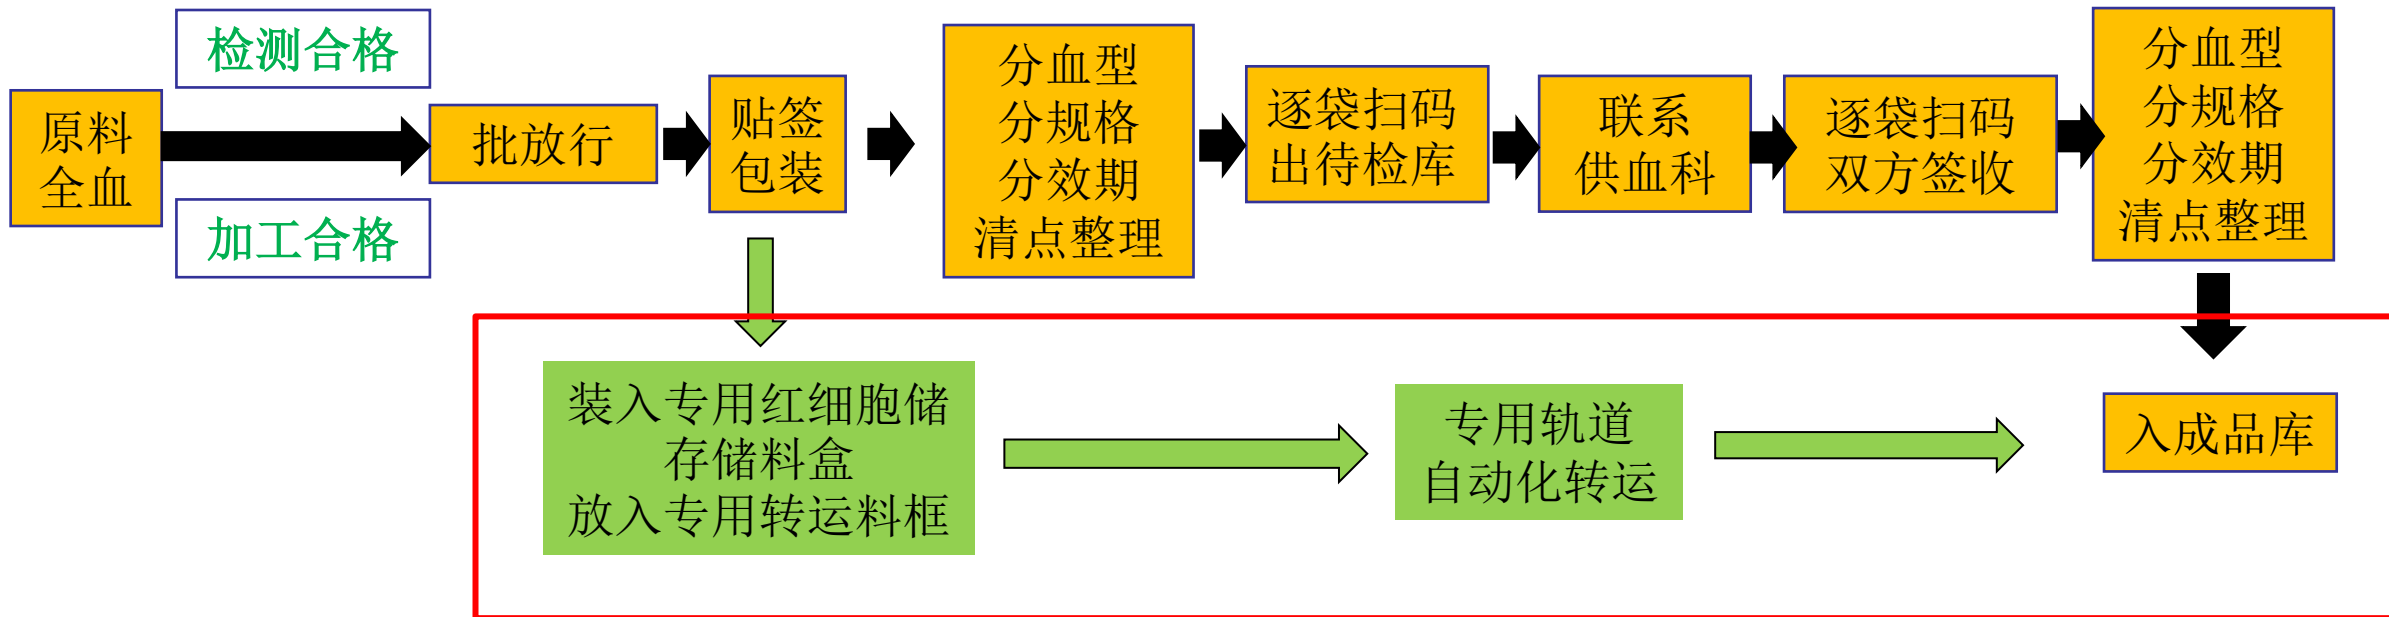 检测合格
原料
全血
加工合格
批放行
贴签
包装
分血型
分规格
分效期
清点整理
逐袋扫码
出待检库
联系
供血科
逐袋扫码
双方签收
分血型
分规格
分效期
清点整理
装入专用红细胞储
存储料盒
放入专用转运料框
专用轨道
自动化转运
入成品库